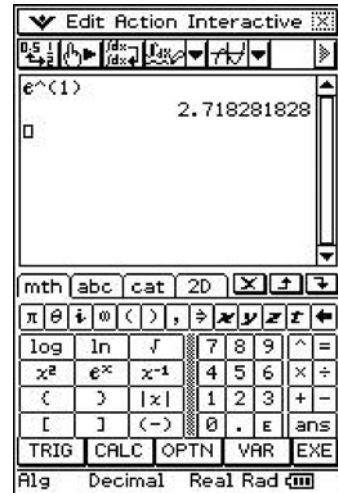 Edit Action Interactive
e^(1)
2.718281828
mth abc cat 2D
π θ i ∞ ( ) , ⇒ x y z t ←
log ln √ 7 8 9 ^ =
x² eˣ x⁻¹ 4 5 6 × ÷
( ) |x| 1 2 3 + −
[ ] (−) 0 . E ans
TRIG CALC OPTN VAR EXE
Alg Decimal Real Rad